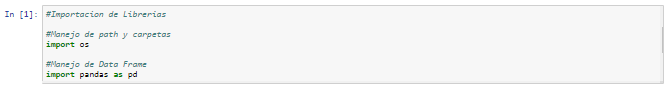 In [1]: #Importacion de Librerias
#Manejo de path y carpetas
import os
#Manejo de Data Frame
import pandas as pd